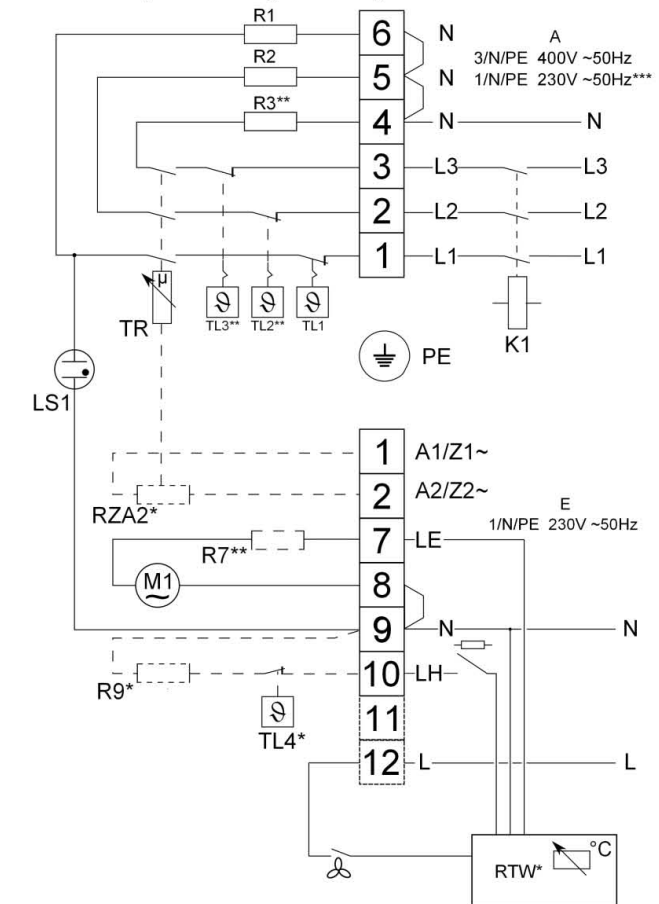 R1
6 N
A
R2
3/N/PE 400V ~50Hz
5 N
1/N/PE 230V ~50Hz***
R3**
4 N N
3 L3 L3
2 L2 L2
1 L1 L1
µ
ϑ ϑ ϑ
TR TL3** TL2** TL1
K1
PE
LS1
1 A1/Z1~
2 A2/Z2~
RZA2*
E
1/N/PE 230V ~50Hz
7 LE
R7**
M1
~
8
9 N N
10 LH
R9*
ϑ
11
TL4*
12 L L
°C
RTW*